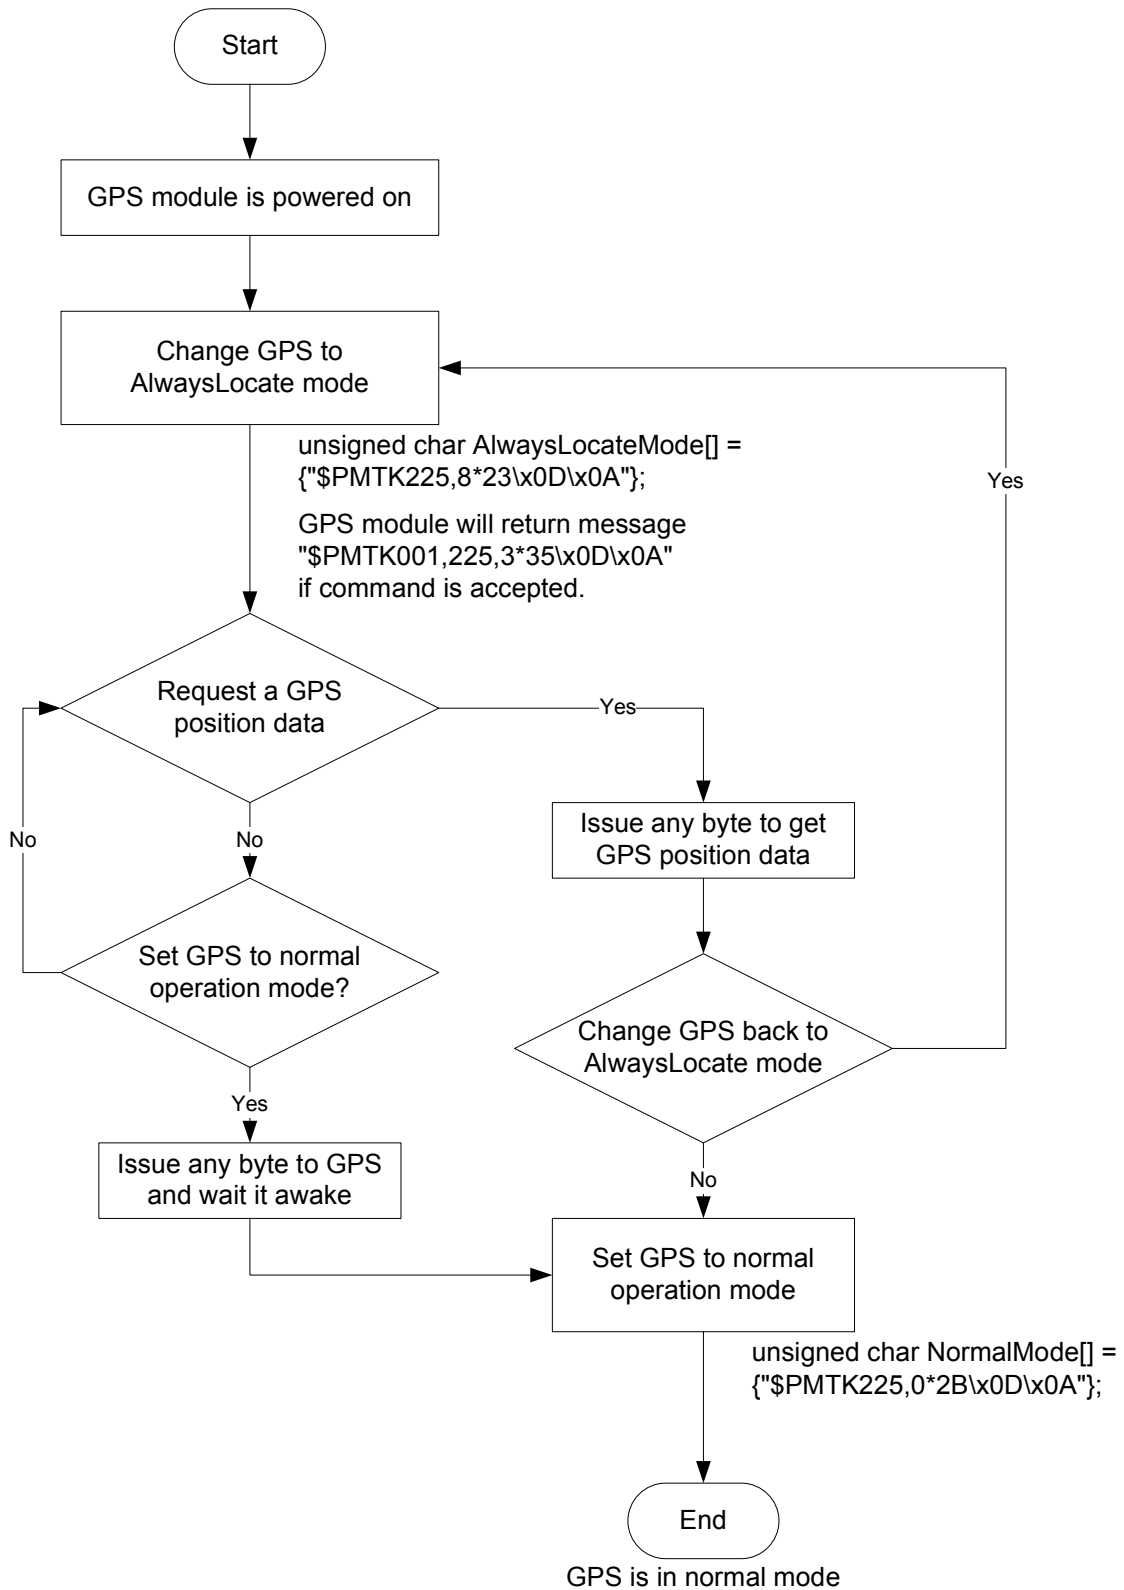 Start
GPS module is powered on
Change GPS to
AlwaysLocate mode
unsigned char AlwaysLocateMode[] =
{"$PMTK225,8*23\x0D\x0A"};
Yes
GPS module will return message
"$PMTK001,225,3*35\x0D\x0A"
if command is accepted.
Request a GPS
position data
Yes
No
No
Issue any byte to get
GPS position data
Set GPS to normal
operation mode?
Change GPS back to
AlwaysLocate mode
Yes
Issue any byte to GPS
and wait it awake
No
Set GPS to normal
operation mode
unsigned char NormalMode[] =
{"$PMTK225,0*2B\x0D\x0A"};
End
GPS is in normal mode